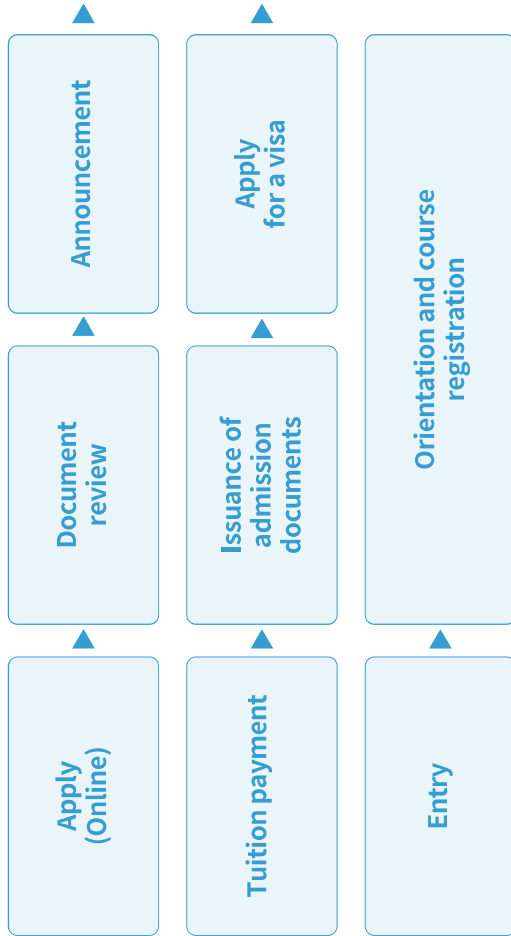 Apply
(Online)
Document
review
Announcement
Tuition payment
Issuance of
admission
documents
Apply
for a visa
Entry
Orientation and course
registration